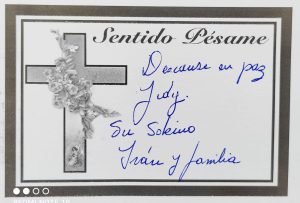 Sentido Pésame
Descanse en paz
Judy.
Su Sobrino
Iván y familia